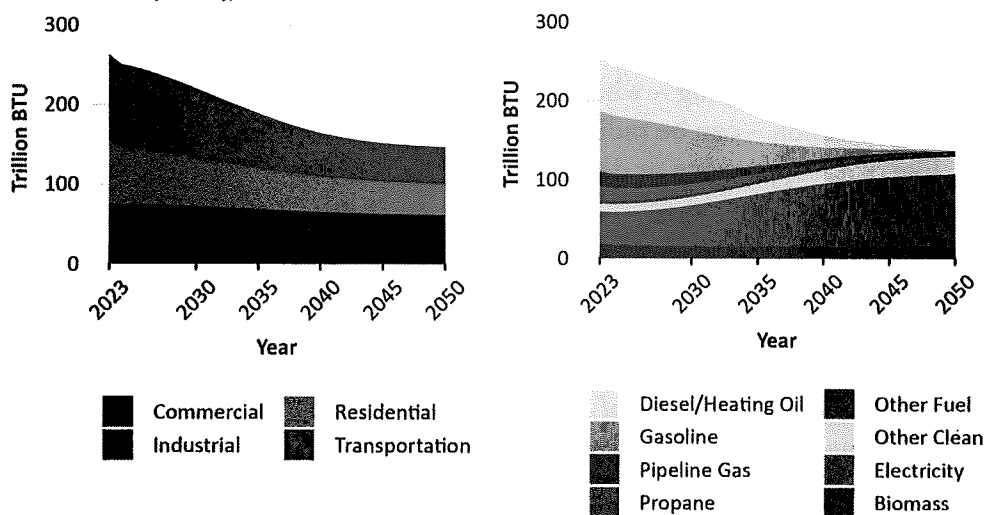 300
200
100
0
Trillion BTU
2023
2030
2035
2040
2045
2050
Year
Commercial
Residential
Industrial
Transportation
300
200
100
0
Trillion BTU
2023
2030
2035
2040
2045
2050
Year
Diesel/Heating Oil
Other Fuel
Gasoline
Other Clean
Pipeline Gas
Electricity
Propane
Biomass